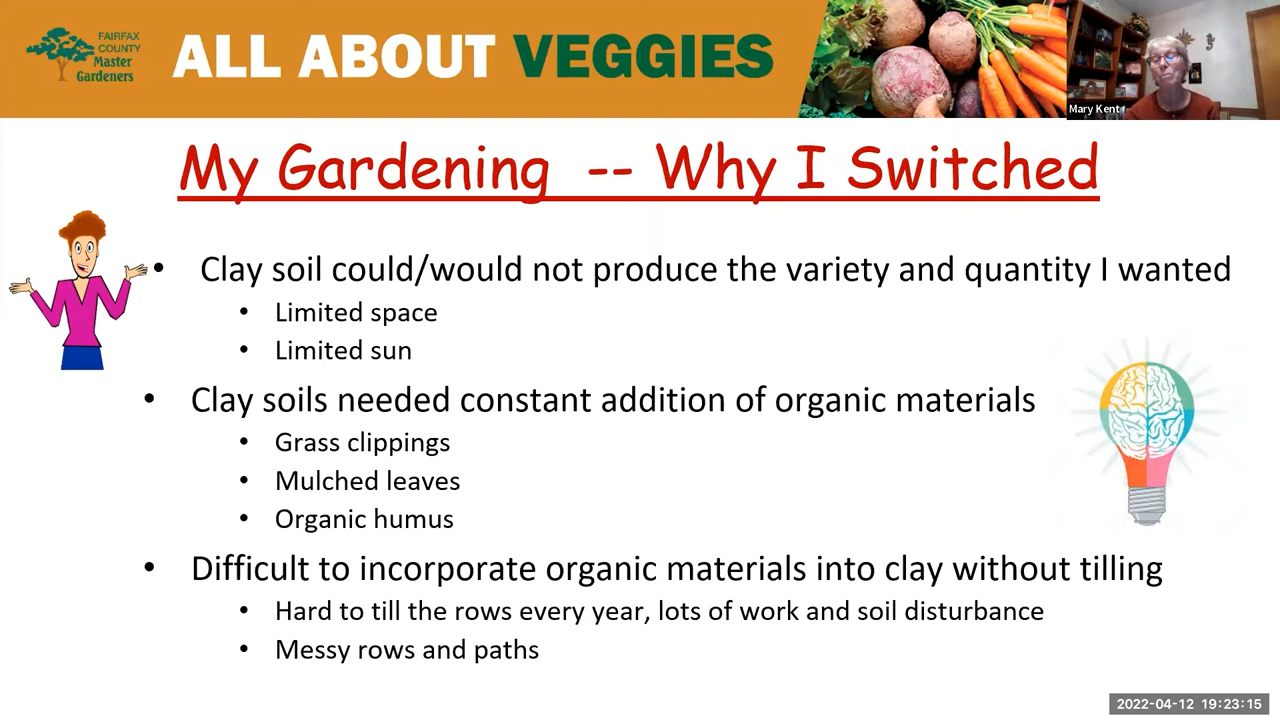 FAIRFAX
COUNTY
Master
Gardeners
ALL ABOUT VEGGIES
Mary Kent
My Gardening -- Why I Switched
• Clay soil could/would not produce the variety and quantity I wanted
• Limited space
• Limited sun
• Clay soils needed constant addition of organic materials
• Grass clippings
• Mulched leaves
• Organic humus
• Difficult to incorporate organic materials into clay without tilling
• Hard to till the rows every year, lots of work and soil disturbance
• Messy rows and paths
2022-04-12 19:23:15